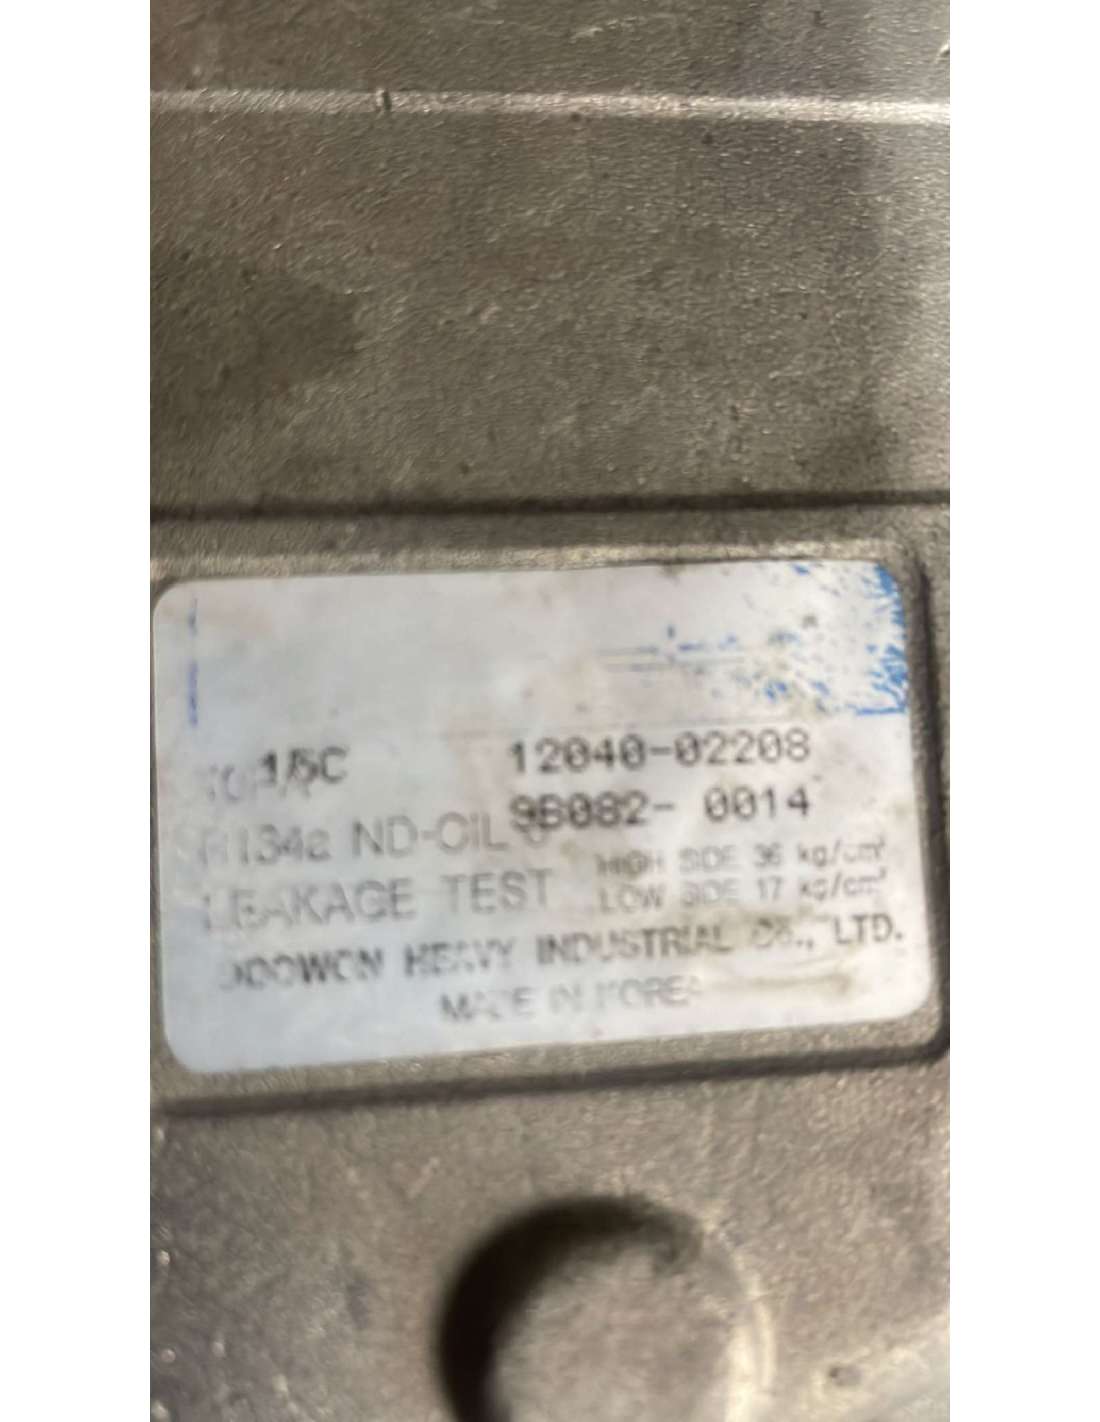 15C 12040-02208
9B082- 0014
R134a ND-OIL
LEAKAGE TEST HIGH SIDE 36 kg/cm²
LOW SIDE 17 kg/cm²
DOOWON HEAVY INDUSTRIAL CO., LTD.
MADE IN KOREA